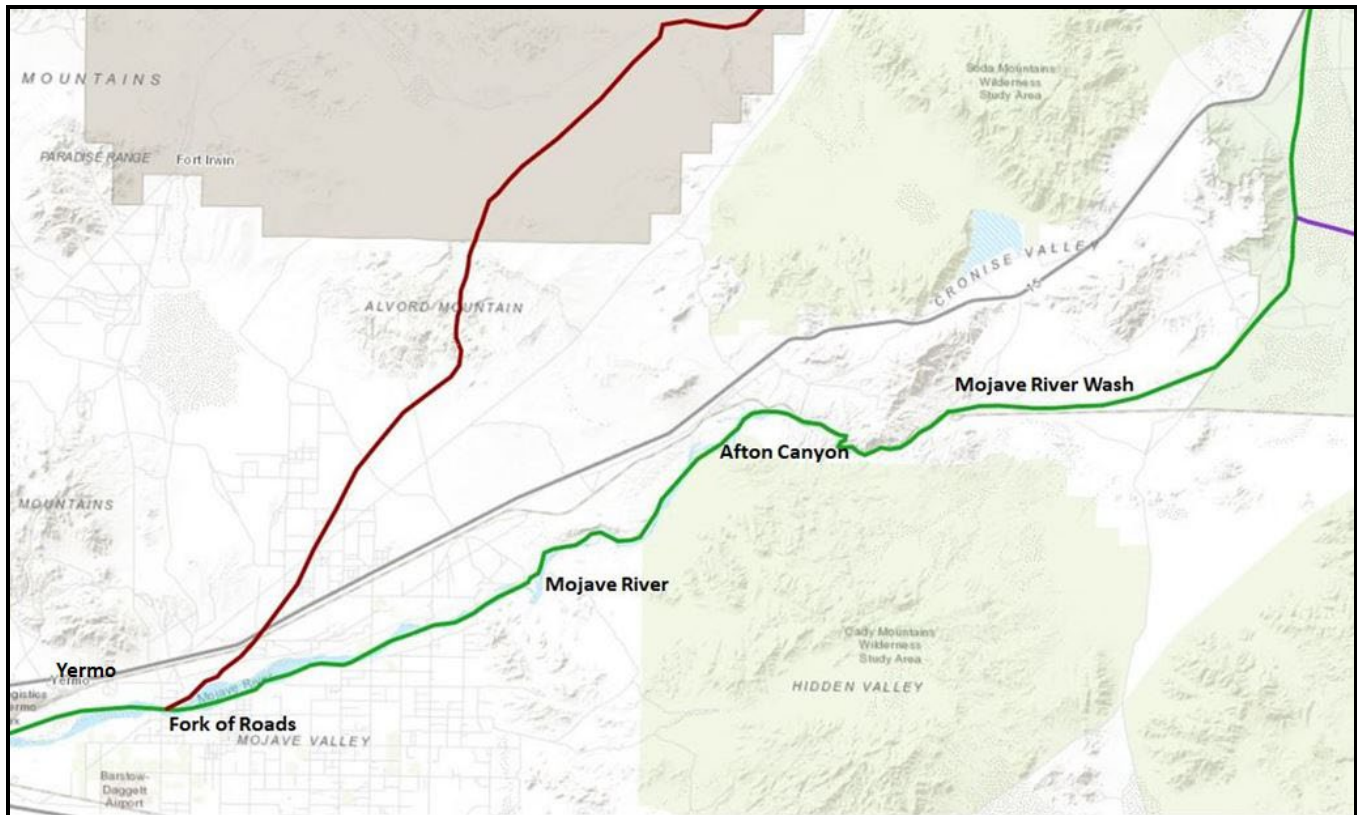 MOUNTAINS
Soda Mountains
Wilderness
Study Area
PARADISE RANGE
Fort Irwin
CRONISE VALLEY
15
ALVORD MOUNTAIN
Mojave River Wash
Afton Canyon
MOUNTAINS
Mojave River
Cady Mountains
Wilderness
Study Area
HIDDEN VALLEY
Yermo
Yermo
Mojave River
Fork of Roads
MOJAVE VALLEY
Barstow-
Daggett
Airport